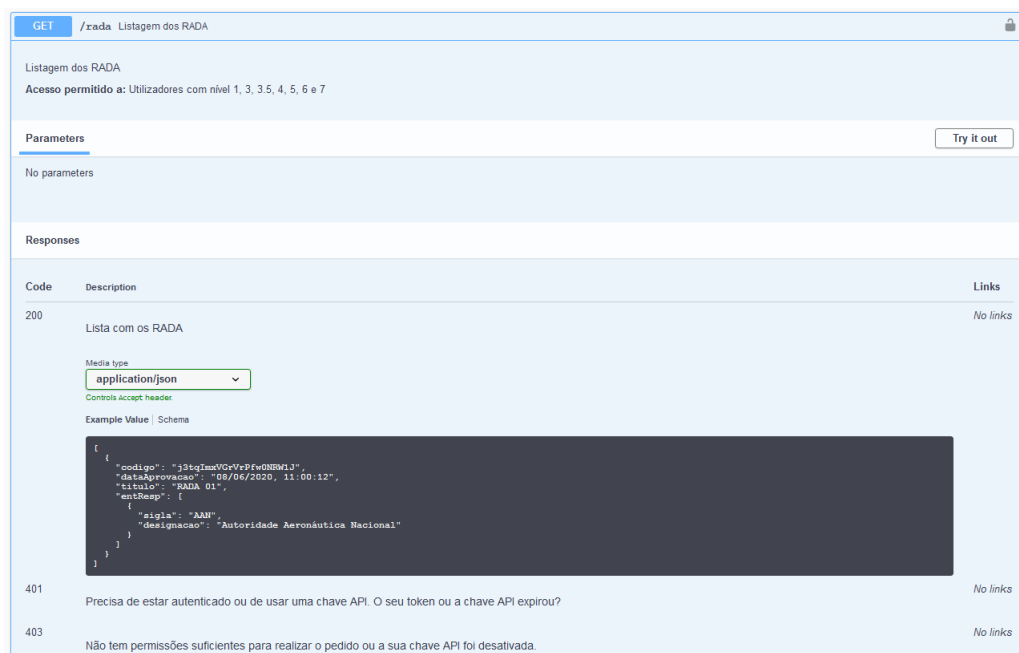 GET /rada Listagem dos RADA
Listagem dos RADA
Acesso permitido a: Utilizadores com nível 1, 3, 3.5, 4, 5, 6 e 7
Parameters
Try it out
No parameters
Responses
Code Description Links
200 No links
Lista com os RADA
Media type
application/json
Controls Accept header.
Example Value Schema
[
{
"codigo": "j3tqImxVGrVrPfw0NRW1J",
"dataAprovacao": "08/06/2020, 11:00:12",
"titulo": "RADA 01",
"entResp": [
{
"sigla": "AAN",
"designacao": "Autoridade Aeronáutica Nacional"
}
]
}
]
401 No links
Precisa de estar autenticado ou de usar uma chave API. O seu token ou a chave API expirou?
403 No links
Não tem permissões suficientes para realizar o pedido ou a sua chave API foi desativada.